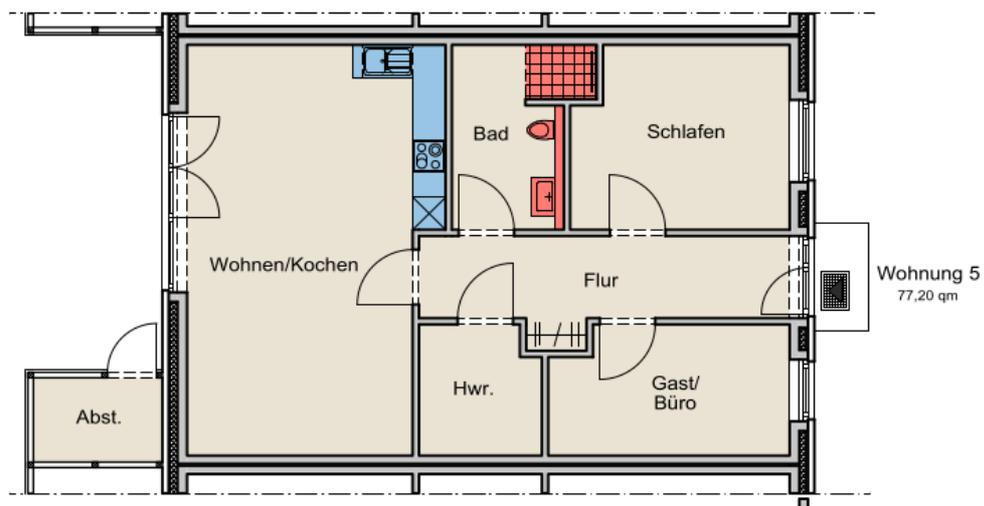 Bad
Schlafen
Wohnen/Kochen
Flur
Wohnung 5
77,20 qm
Hwr.
Gast/
Büro
Abst.